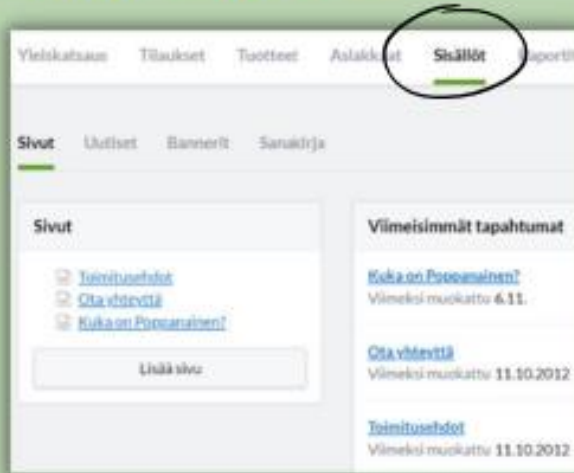 Yleiskatsaus Tilaukset Tuotteet Asiakkaat Sisällöt Raportit
Sivut Uutiset Bannerit Sanakirja
Sivut
Toimitusehdot
Ota yhteyttä
Kuka on Poppanainen?
Lisää sivu
Viimeisimmät tapahtumat
Kuka on Poppanainen?
Viimeksi muokattu 6.11.
Ota yhteyttä
Viimeksi muokattu 11.10.2012
Toimitusehdot
Viimeksi muokattu 11.10.2012